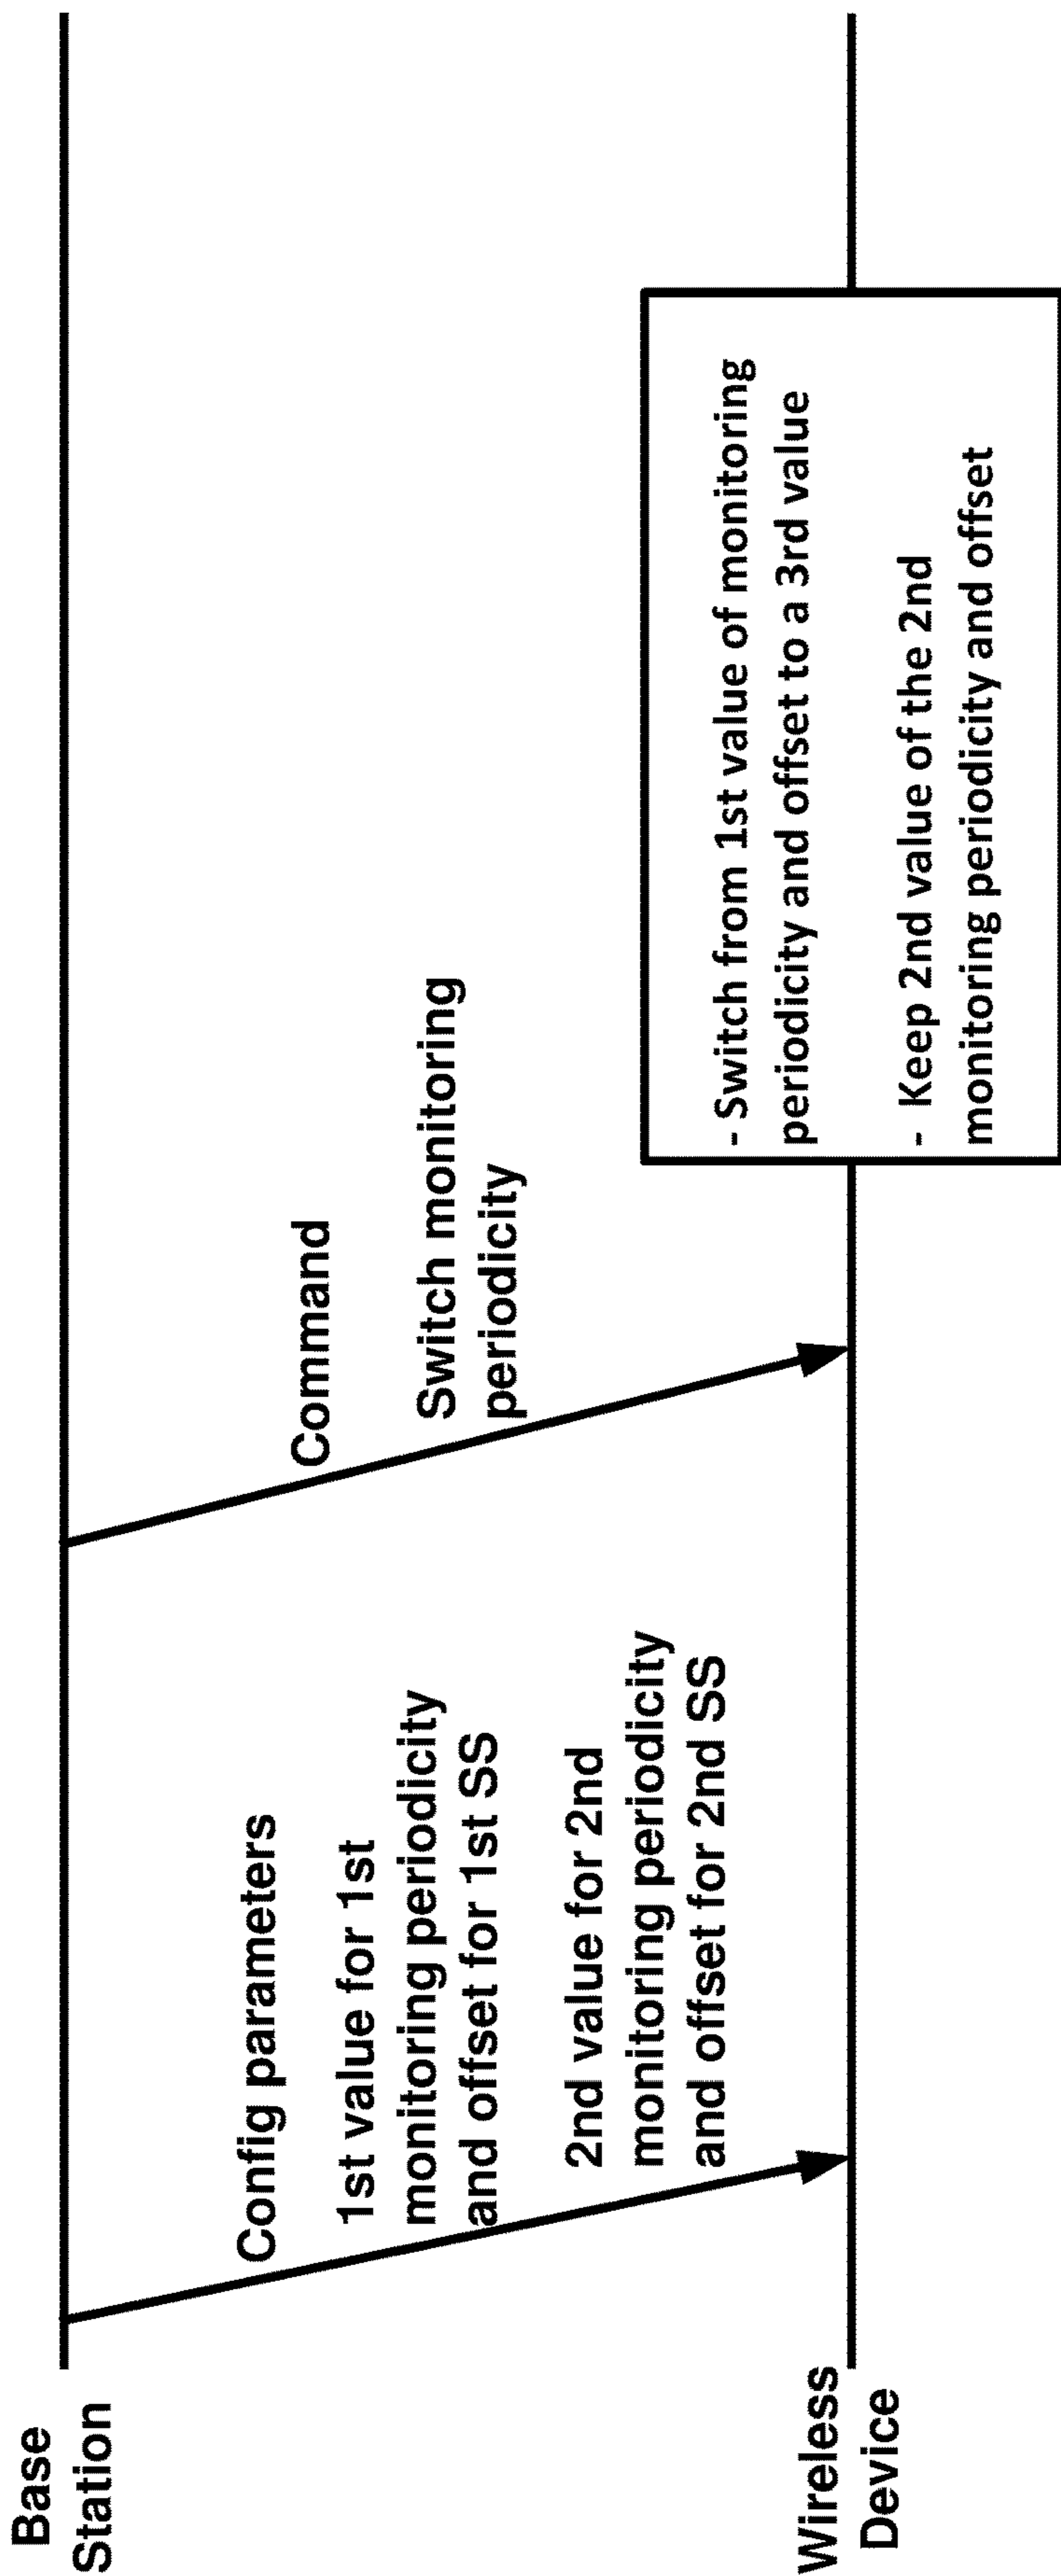 Base
Station
Config parameters
1st value for 1st
monitoring periodicity
and offset for 1st SS
2nd value for 2nd
monitoring periodicity
and offset for 2nd SS
Command
Switch monitoring
periodicity
Wireless
Device
- Switch from 1st value of monitoring
periodicity and offset to a 3rd value
- Keep 2nd value of the 2nd
monitoring periodicity and offset